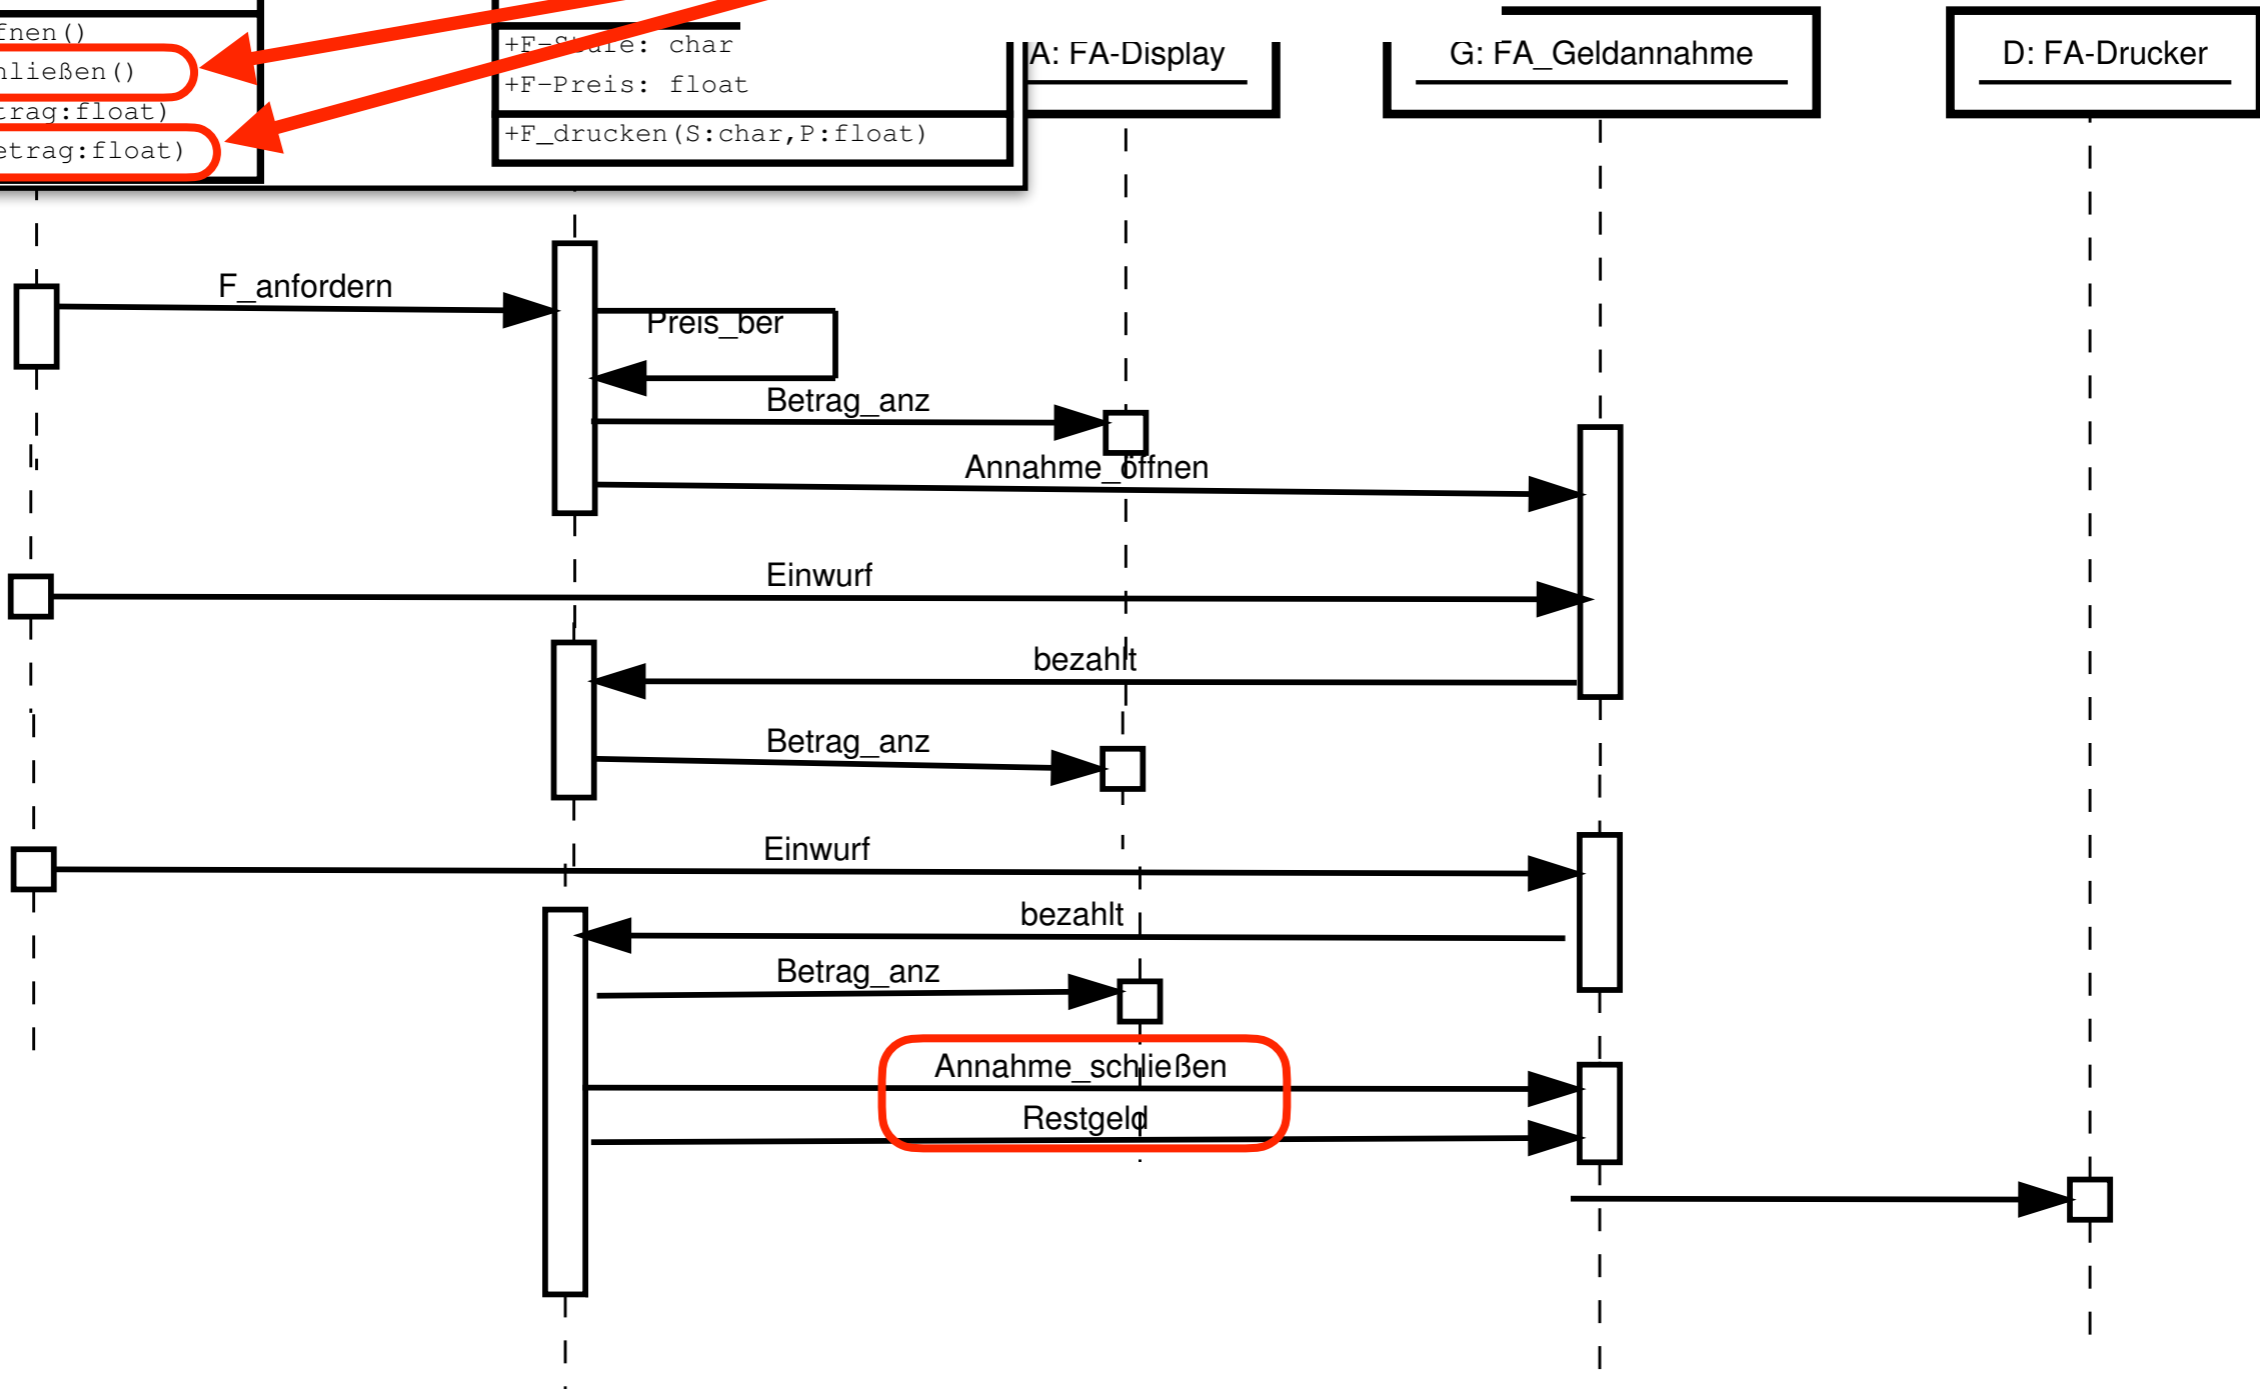 fnen()
hließen()
trag:float)
etrag:float)
+F-Stufe: char
+F-Preis: float
+F_drucken(S:char,P:float)
A: FA-Display
G: FA_Geldannahme
D: FA-Drucker
F_anfordern
Preis_ber
Betrag_anz
Annahme_öffnen
Einwurf
bezahlt
Betrag_anz
Einwurf
bezahlt
Betrag_anz
Annahme_schließen
Restgeld